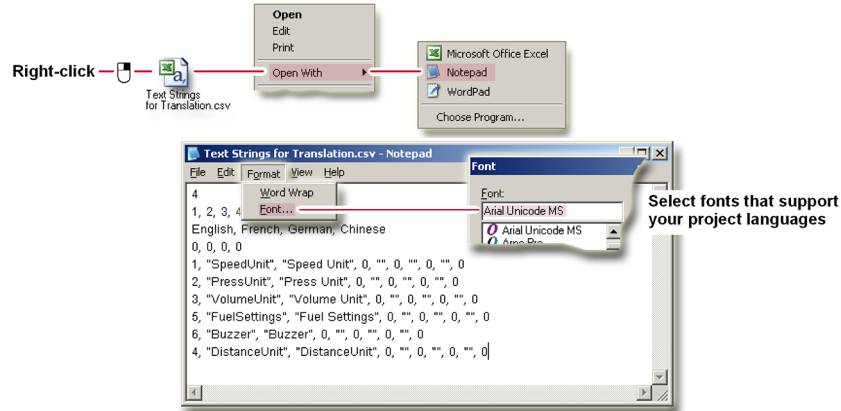 Open
Edit
Print
Open With
Right-click
Text Strings
for Translation.csv
Microsoft Office Excel
Notepad
WordPad
Choose Program...
Text Strings for Translation.csv - Notepad
File Edit Format View Help
Word Wrap
Font...
Font
Font:
Arial Unicode MS
Arial Unicode MS
Arno Pro
Select fonts that support
your project languages
4
1, 2, 3, 4
English, French, German, Chinese
0, 0, 0, 0
1, "SpeedUnit", "Speed Unit", 0, "", 0, "", 0, "", 0
2, "PressUnit", "Press Unit", 0, "", 0, "", 0, "", 0
3, "VolumeUnit", "Volume Unit", 0, "", 0, "", 0, "", 0
5, "FuelSettings", "Fuel Settings", 0, "", 0, "", 0, "", 0
6, "Buzzer", "Buzzer", 0, "", 0, "", 0, "", 0
4, "DistanceUnit", "DistanceUnit", 0, "", 0, "", 0, "", 0